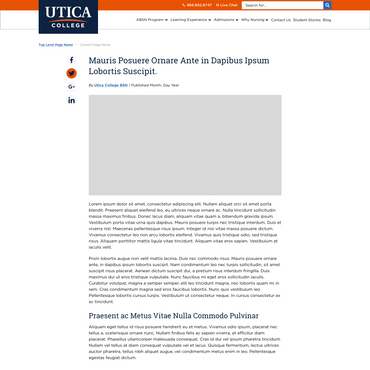 UTICA
COLLEGE
866.892.6747
Live Chat
Search for...
ABSN Program
Learning Experience
Admissions
Why Nursing
Contact Us
Student Stories
Blog
Top Level Page Name
Current Page Name
Mauris Posuere Ornare Ante in Dapibus Ipsum
Lobortis Suscipit.
By Utica College BSN | Published Month, Day Year
Lorem ipsum dolor sit amet, consectetur adipiscing elit. Nullam aliquet orci sit amet porta
blandit. Praesent aliquet eleifend leo, eu ultrices neque ornare ac. Nulla tincidunt sollicitudin
massa maximus finibus. Donec lacus diam, aliquam vitae quam a, bibendum gravida ipsum.
Vestibulum porta vitae urna quis dapibus. Mauris posuere turpis nec tristique interdum. Duis et
viverra nisl. Maecenas pellentesque risus ipsum. Integer id nisi vitae massa posuere dictum.
Vivamus consectetur leo non arcu lobortis eleifend. Vivamus quis tristique odio, sed tristique
risus. Aliquam porttitor mattis ligula vitae tincidunt. Aliquam vitae eros sapien. Vestibulum at
iaculis velit.
Proin lobortis augue non velit mattis lacinia. Duis nec commodo risus. Mauris posuere ornare
ante, in dapibus ipsum lobortis suscipit. Nam condimentum leo nec turpis sollicitudin, sit amet
suscipit risus placerat. Aenean dictum suscipit dui, a pretium risus interdum fringilla. Duis
maximus dui ut eros tristique vulputate. Nunc faucibus mi eget eros sollicitudin iaculis.
Curabitur volutpat, magna a semper semper, elit leo tincidunt magna, nec lobortis quam mi in
sem. Cras condimentum magna sed eros faucibus lobortis. Nunc quis vestibulum leo.
Pellentesque lobortis cursus turpis. Vestibulum ut consectetur neque. In cursus consectetur ex
ac tincidunt.
Praesent ac Metus Vitae Nulla Commodo Pulvinar
Aliquam eget tellus id risus posuere hendrerit eu et metus. Vivamus odio ipsum, placerat nec
tellus a, scelerisque ornare nunc. Nullam finibus felis ac sapien viverra, et efficitur diam
placerat. Phasellus ullamcorper malesuada consequat. Cras id dui vel ipsum pharetra tincidunt.
Nullam vel tellus at diam consequat vulputate vel et lacus. Quisque fermentum, lectus ultrices
auctor pharetra, tellus nibh aliquet augue, vel condimentum metus enim in leo. Pellentesque
egestas feugiat dictum.